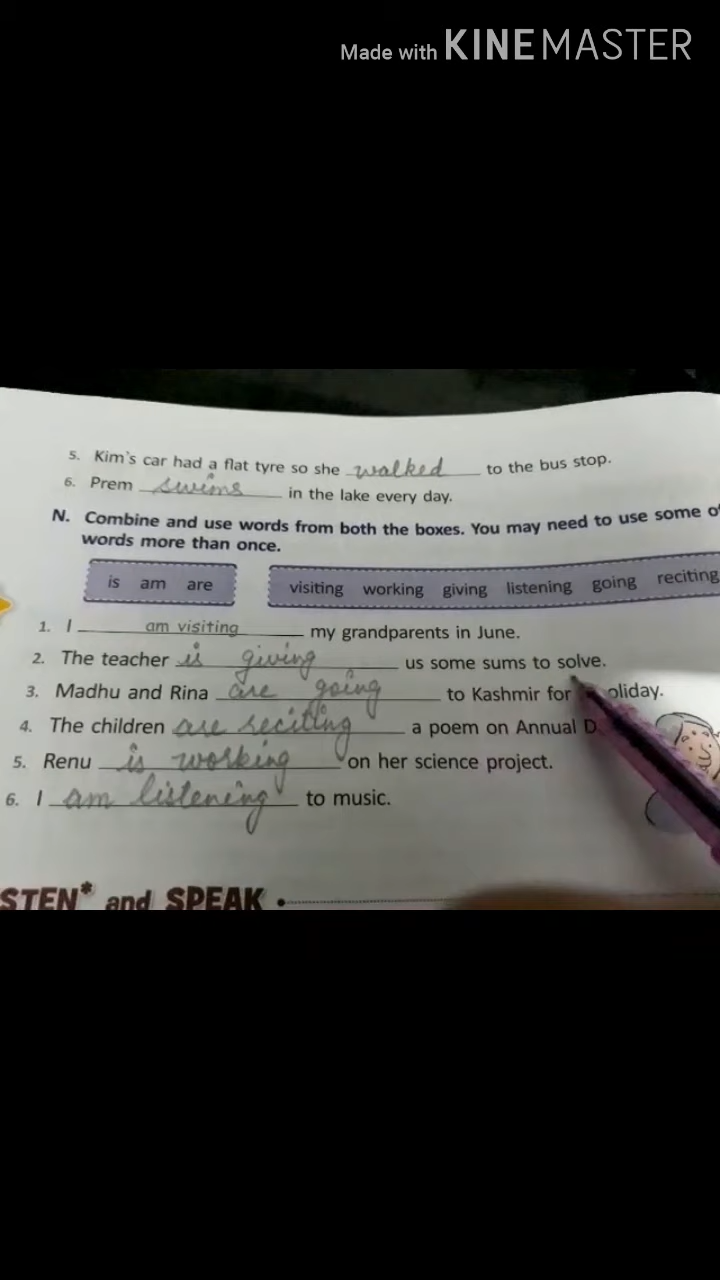 Made with KINEMASTER
5. Kim's car had a flat tyre so she walked to the bus stop.
6. Prem swims in the lake every day.
N. Combine and use words from both the boxes. You may need to use some
words more than once.
is am are
visiting working giving listening going reciting
1. I am visiting my grandparents in June.
2. The teacher is giving us some sums to solve.
3. Madhu and Rina are going to Kashmir for oliday.
4. The children are reciting a poem on Annual D
5. Renu is working on her science project.
6. I am listening to music.
STEN* and SPEAK